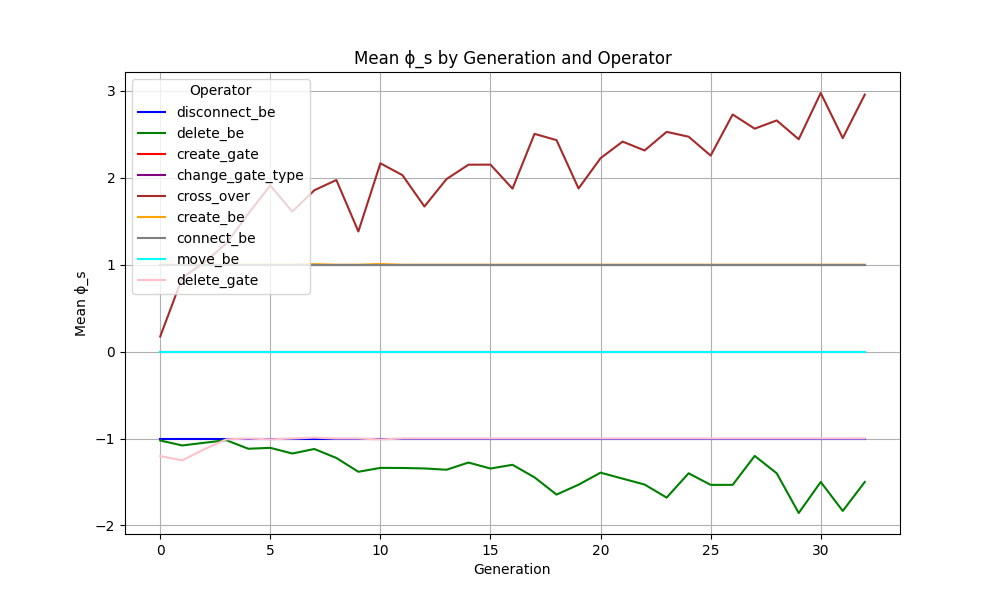 Mean ϕ_s by Generation and Operator
Operator
disconnect_be
delete_be
create_gate
change_gate_type
cross_over
create_be
connect_be
move_be
delete_gate
3
2
1
0
−1
−2
Mean ϕ_s
0 5 10 15 20 25 30
Generation